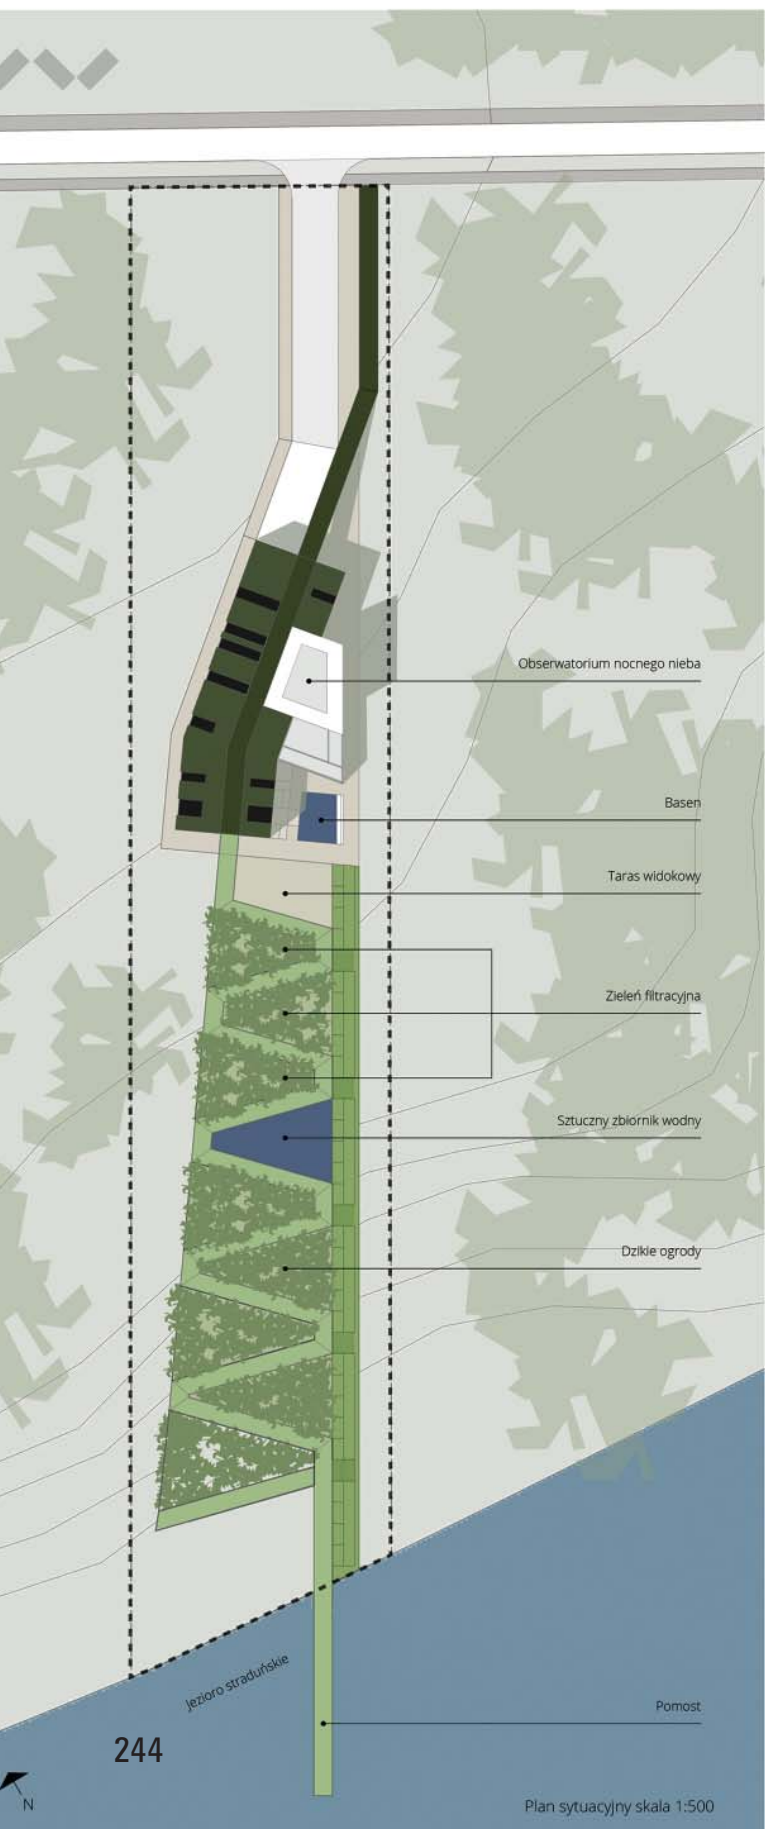 Obserwatorium nocnego nieba
Basen
Taras widokowy
Zieleń filtracyjna
Sztuczny zbiornik wodny
Dzikie ogrody
Jezioro straduńskie
Pomost
244
N
Plan sytuacyjny skala 1:500